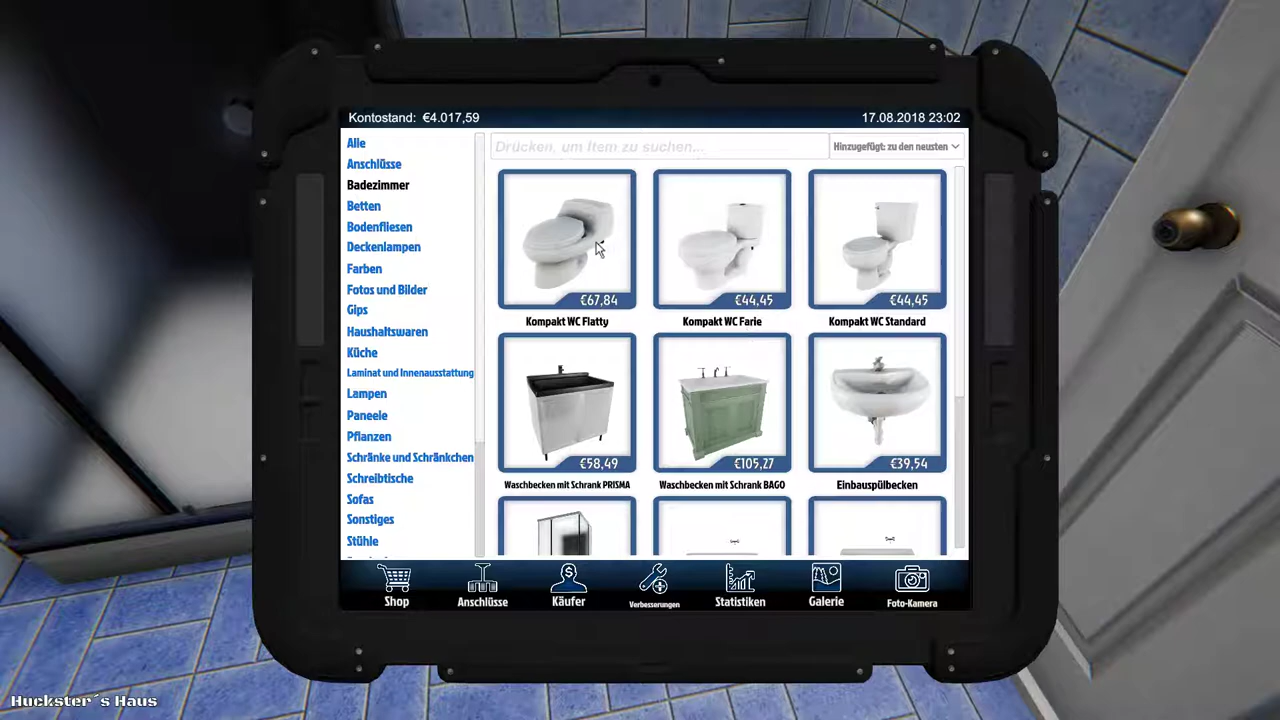 Kontostand: €4.017,59
17.08.2018 23:02
Alle
Anschlüsse
Badezimmer
Betten
Bodenfliesen
Deckenlampen
Farben
Fotos und Bilder
Gips
Haushaltswaren
Küche
Laminat und Innenausstattung
Lampen
Paneele
Pflanzen
Schränke und Schränkchen
Schreibtische
Sofas
Sonstiges
Stühle
Drücken, um Item zu suchen...
Hinzugefügt: zu den neusten
€67,84
€44,45
€44,45
Kompakt WC Flatty
Kompakt WC Farie
Kompakt WC Standard
€58,49
€105,27
€39,54
Waschbecken mit Schrank PRISMA
Waschbecken mit Schrank BAGO
Einbauspülbecken
Shop
Anschlüsse
Käufer
Verbesserungen
Statistiken
Galerie
Foto-Kamera
Huckster´s Haus